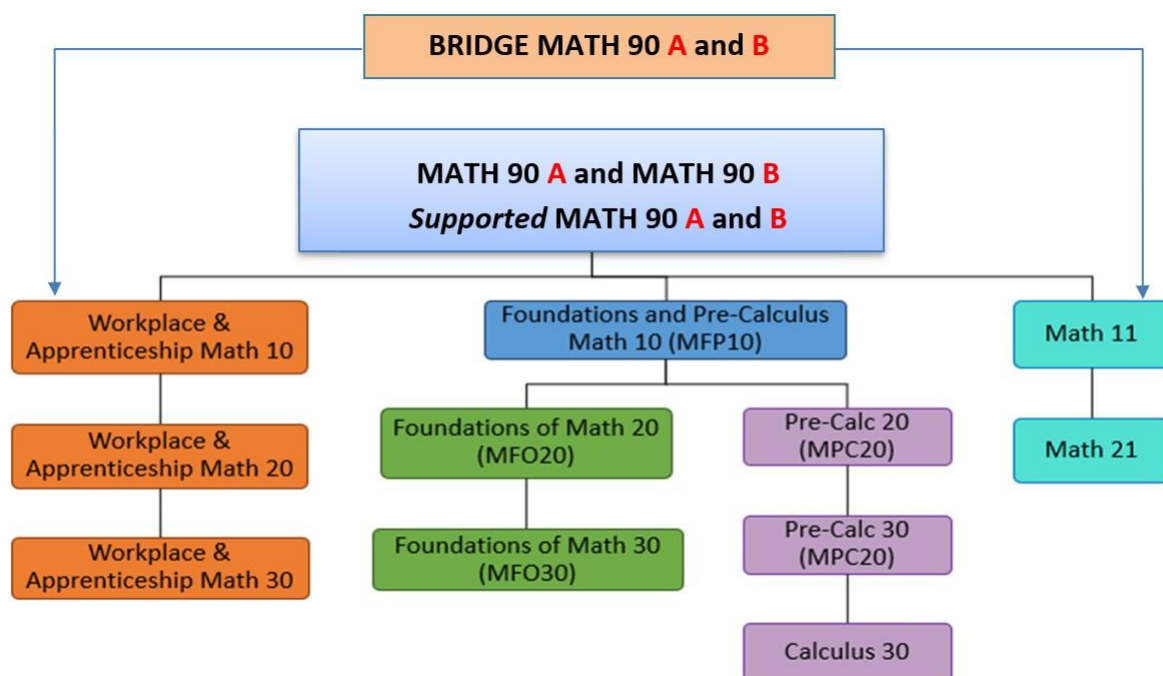 BRIDGE MATH 90 A and B
MATH 90 A and MATH 90 B
Supported MATH 90 A and B
Workplace &
Apprenticeship Math 10
Foundations and Pre-Calculus
Math 10 (MFP10)
Math 11
Workplace &
Apprenticeship Math 20
Foundations of Math 20
(MFO20)
Pre-Calc 20
(MPC20)
Math 21
Workplace &
Apprenticeship Math 30
Foundations of Math 30
(MFO30)
Pre-Calc 30
(MPC20)
Calculus 30